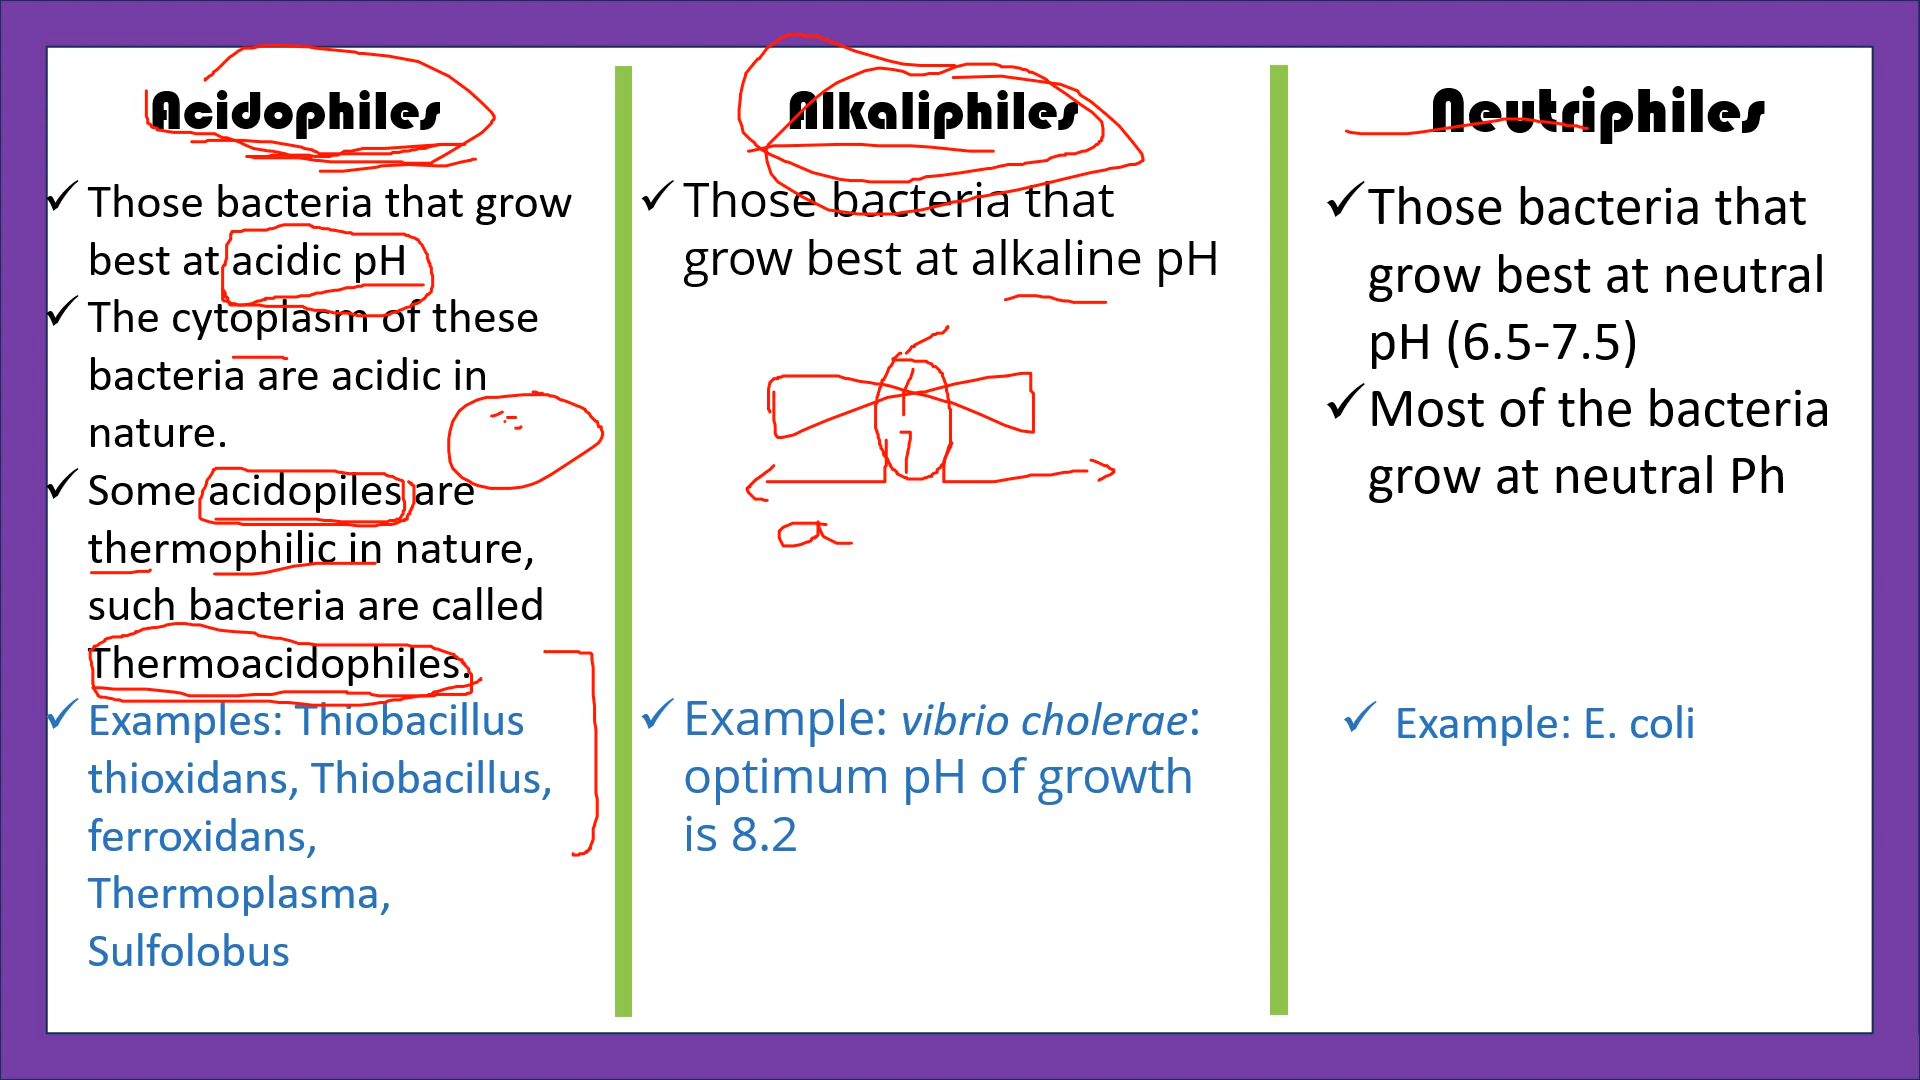 Acidophiles
✓ Those bacteria that grow
best at acidic pH
✓ The cytoplasm of these
bacteria are acidic in
nature.
✓ Some acidopiles are
thermophilic in nature,
such bacteria are called
Thermoacidophiles.
✓ Examples: Thiobacillus
thioxidans, Thiobacillus,
ferroxidans,
Thermoplasma,
Sulfolobus
Alkaliphiles
✓ Those bacteria that
grow best at alkaline pH
7
a
✓ Example: vibrio cholerae:
optimum pH of growth
is 8.2
Neutriphiles
✓ Those bacteria that
grow best at neutral
pH (6.5-7.5)
✓ Most of the bacteria
grow at neutral Ph
✓ Example: E. coli